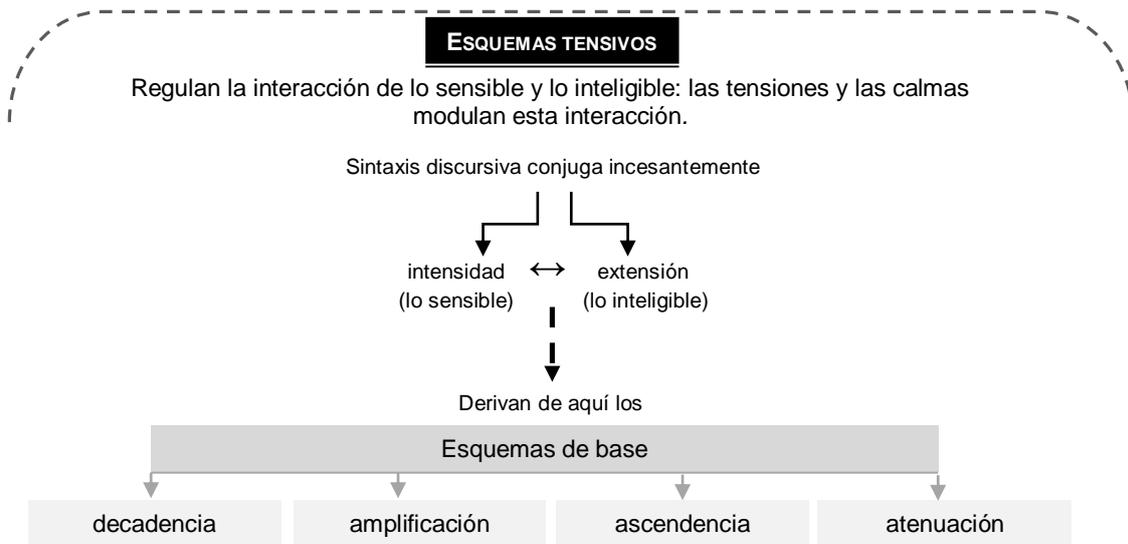 ESQUEMAS TENSIVOS
Regulan la interacción de lo sensible y lo inteligible: las tensiones y las calmas
modulan esta interacción.
Sintaxis discursiva conjuga incesantemente
intensidad ↔ extensión
(lo sensible) (lo inteligible)
Derivan de aquí los
Esquemas de base
decadencia amplificación ascendencia atenuación